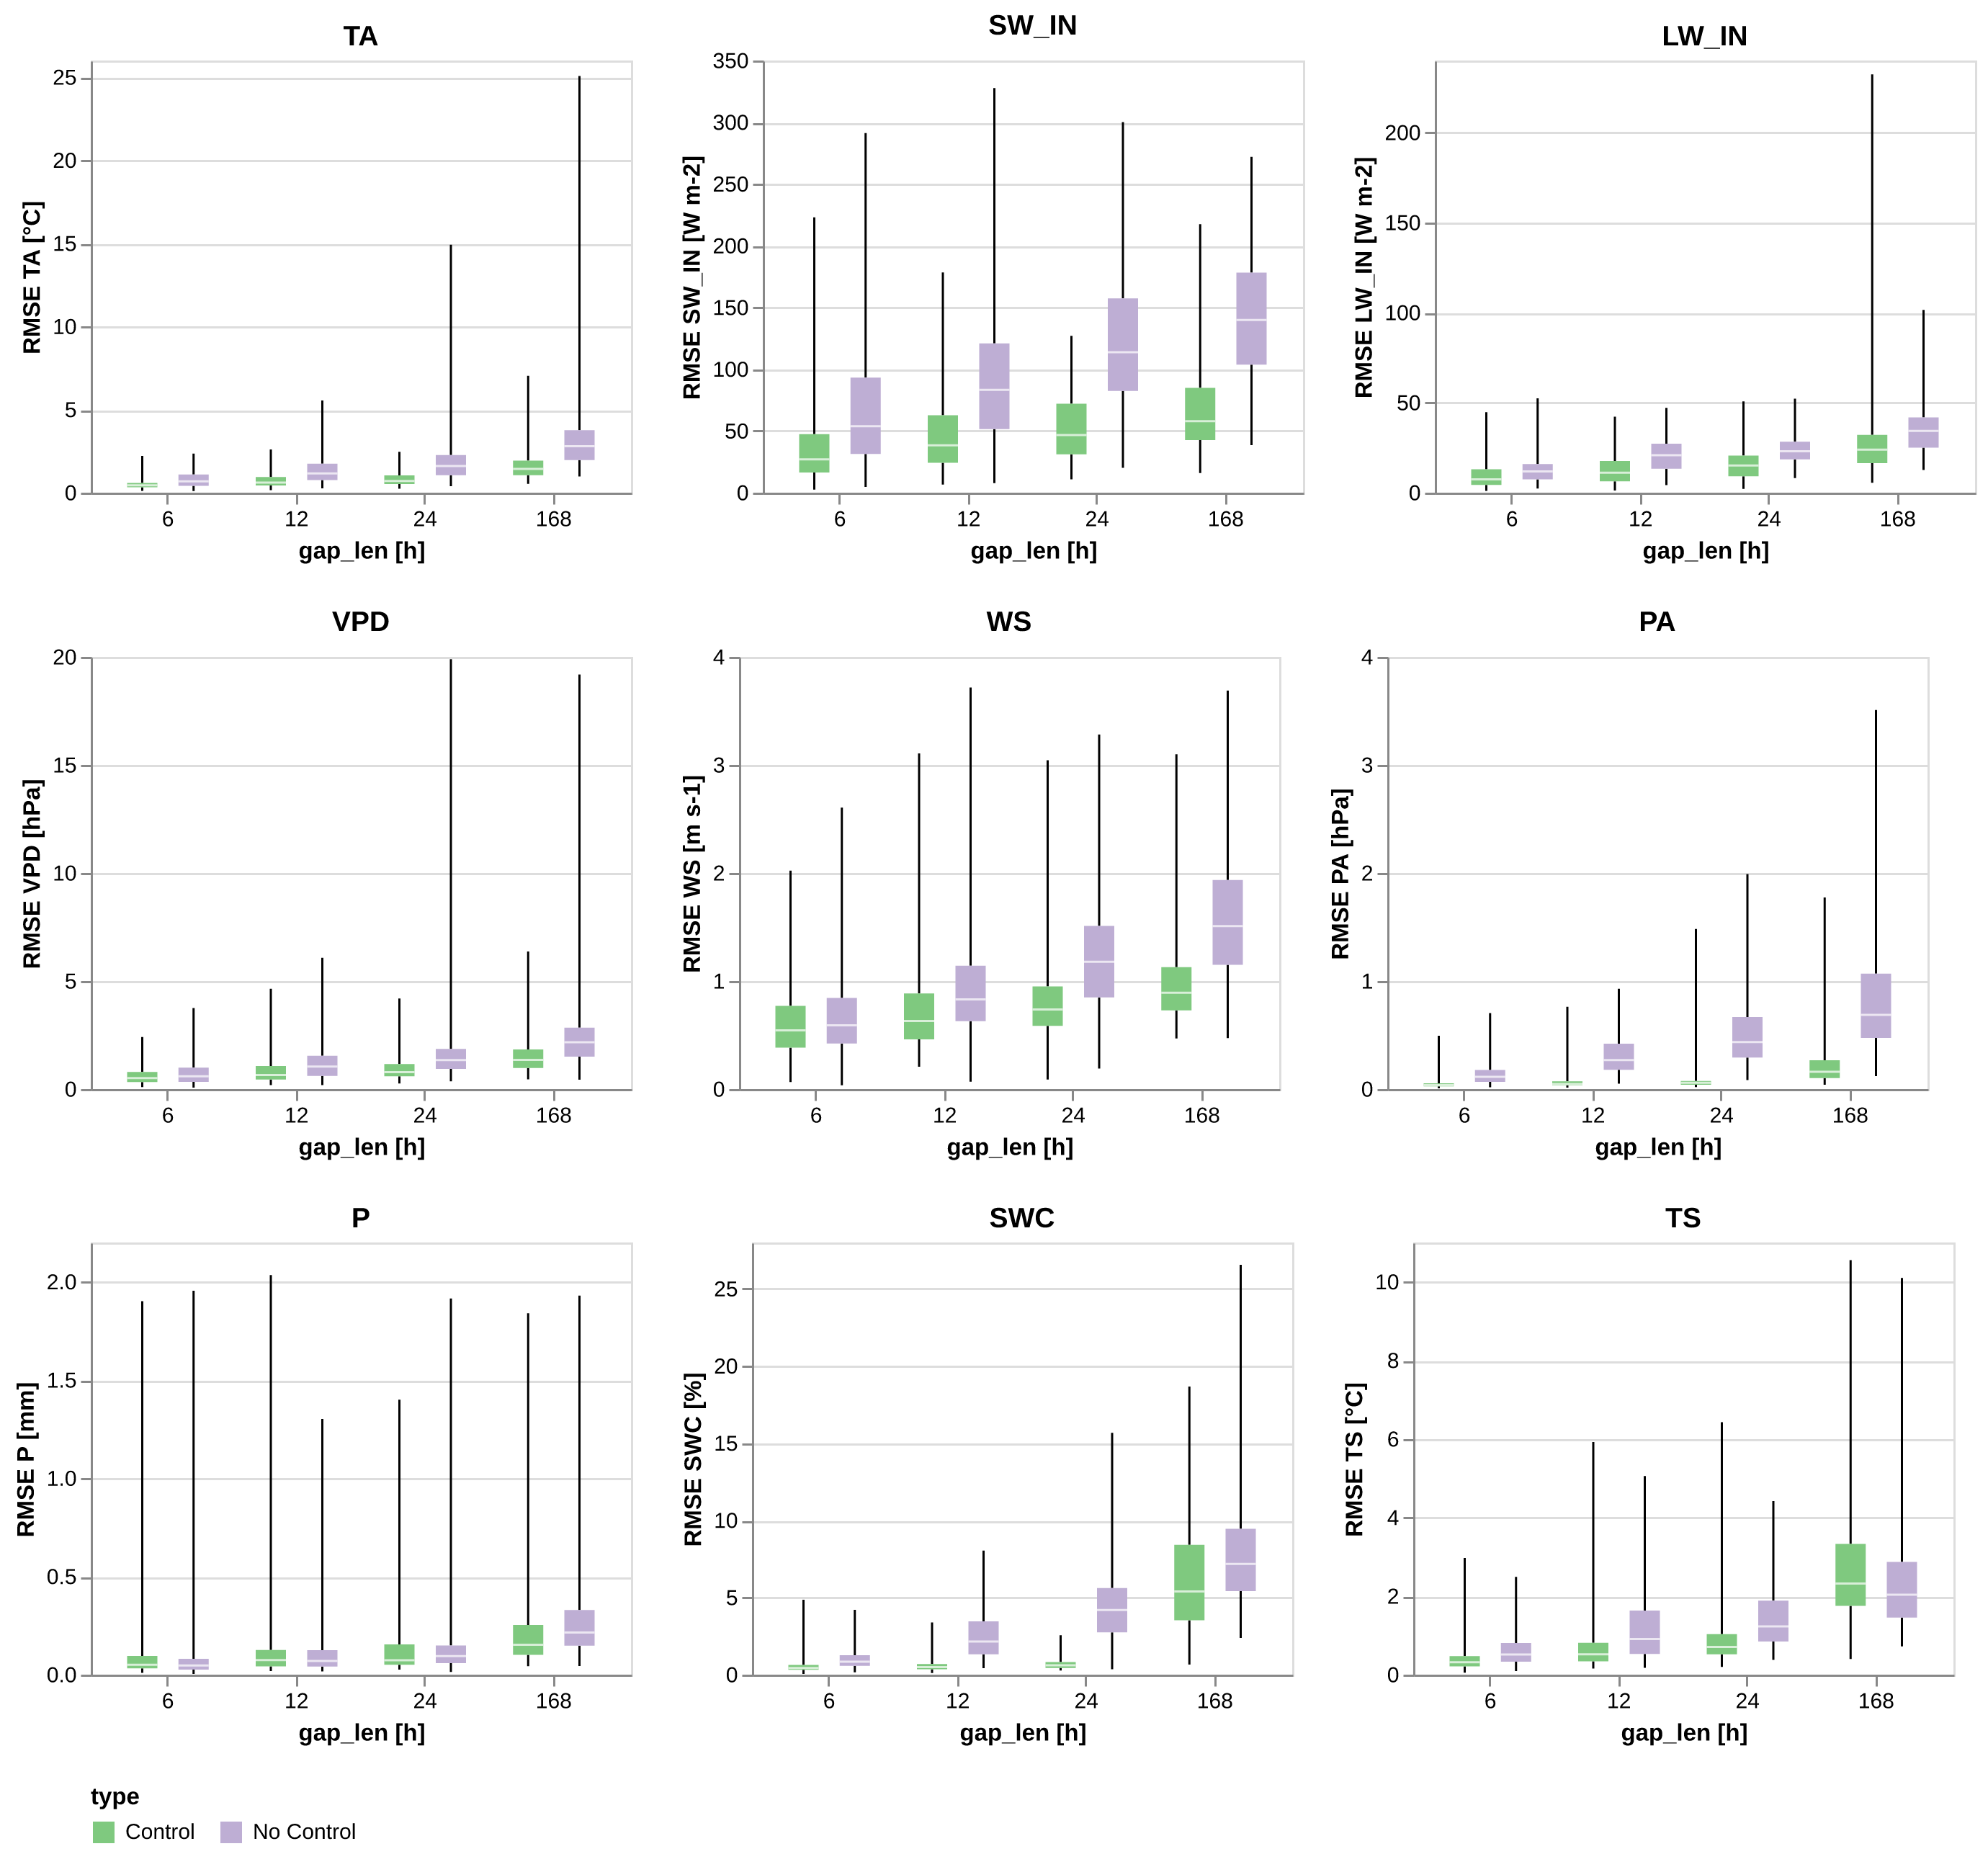 TA
RMSE TA [°C]
25
20
15
10
5
0
6 12 24 168
gap_len [h]
SW_IN
RMSE SW_IN [W m-2]
350
300
250
200
150
100
50
0
6 12 24 168
gap_len [h]
LW_IN
RMSE LW_IN [W m-2]
200
150
100
50
0
6 12 24 168
gap_len [h]
VPD
RMSE VPD [hPa]
20
15
10
5
0
6 12 24 168
gap_len [h]
WS
RMSE WS [m s-1]
4
3
2
1
0
6 12 24 168
gap_len [h]
PA
RMSE PA [hPa]
4
3
2
1
0
6 12 24 168
gap_len [h]
P
RMSE P [mm]
2.0
1.5
1.0
0.5
0.0
6 12 24 168
gap_len [h]
SWC
RMSE SWC [%]
25
20
15
10
5
0
6 12 24 168
gap_len [h]
TS
RMSE TS [°C]
10
8
6
4
2
0
6 12 24 168
gap_len [h]
type
Control No Control